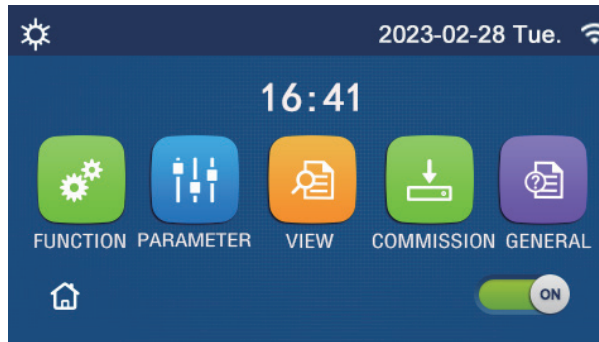 2023-02-28 Tue.
16:41
FUNCTION PARAMETER VIEW COMMISSION GENERAL
ON